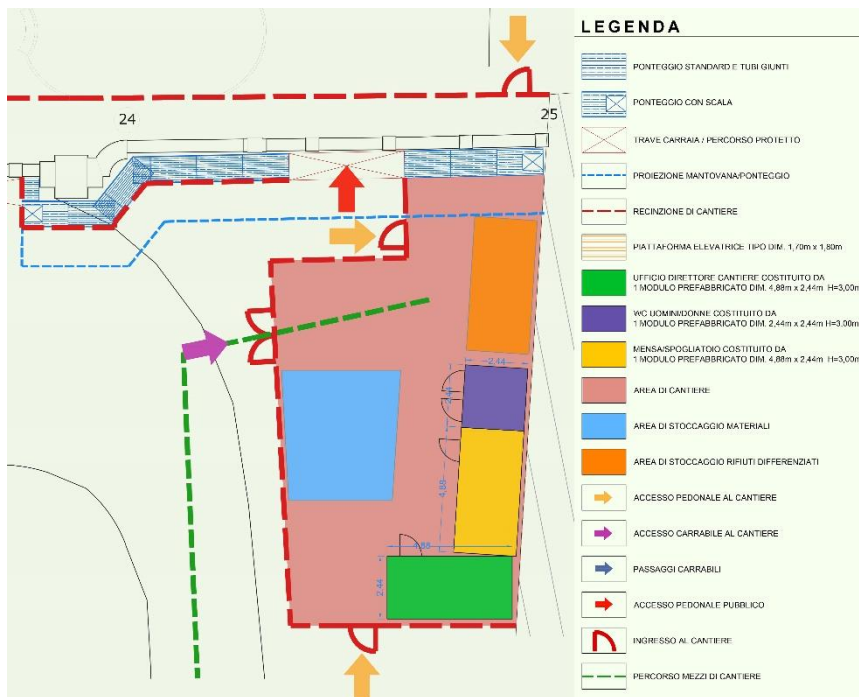 24
25
2,44
2,44
4,88
4,88
2,44
LEGENDA
PONTEGGIO STANDARD E TUBI GIUNTI
PONTEGGIO CON SCALA
TRAVE CARRAIA / PERCORSO PROTETTO
PROIEZIONE MANTOVANA/PONTEGGIO
RECINZIONE DI CANTIERE
PIATTAFORMA ELEVATRICE TIPO DIM. 1,70m x 1,80m
UFFICIO DIRETTORE CANTIERE COSTITUITO DA
1 MODULO PREFABBRICATO DIM. 4,88m x 2,44m H=3,00m
WC UOMINI/DONNE COSTITUITO DA
1 MODULO PREFABBRICATO DIM. 2,44m x 2,44m H=3,00m
MENSA/SPOGLIATOIO COSTITUITO DA
1 MODULO PREFABBRICATO DIM. 4,88m x 2,44m H=3,00m
AREA DI CANTIERE
AREA DI STOCCAGGIO MATERIALI
AREA DI STOCCAGGIO RIFIUTI DIFFERENZIATI
ACCESSO PEDONALE AL CANTIERE
ACCESSO CARRABILE AL CANTIERE
PASSAGGI CARRABILI
ACCESSO PEDONALE PUBBLICO
INGRESSO AL CANTIERE
PERCORSO MEZZI DI CANTIERE